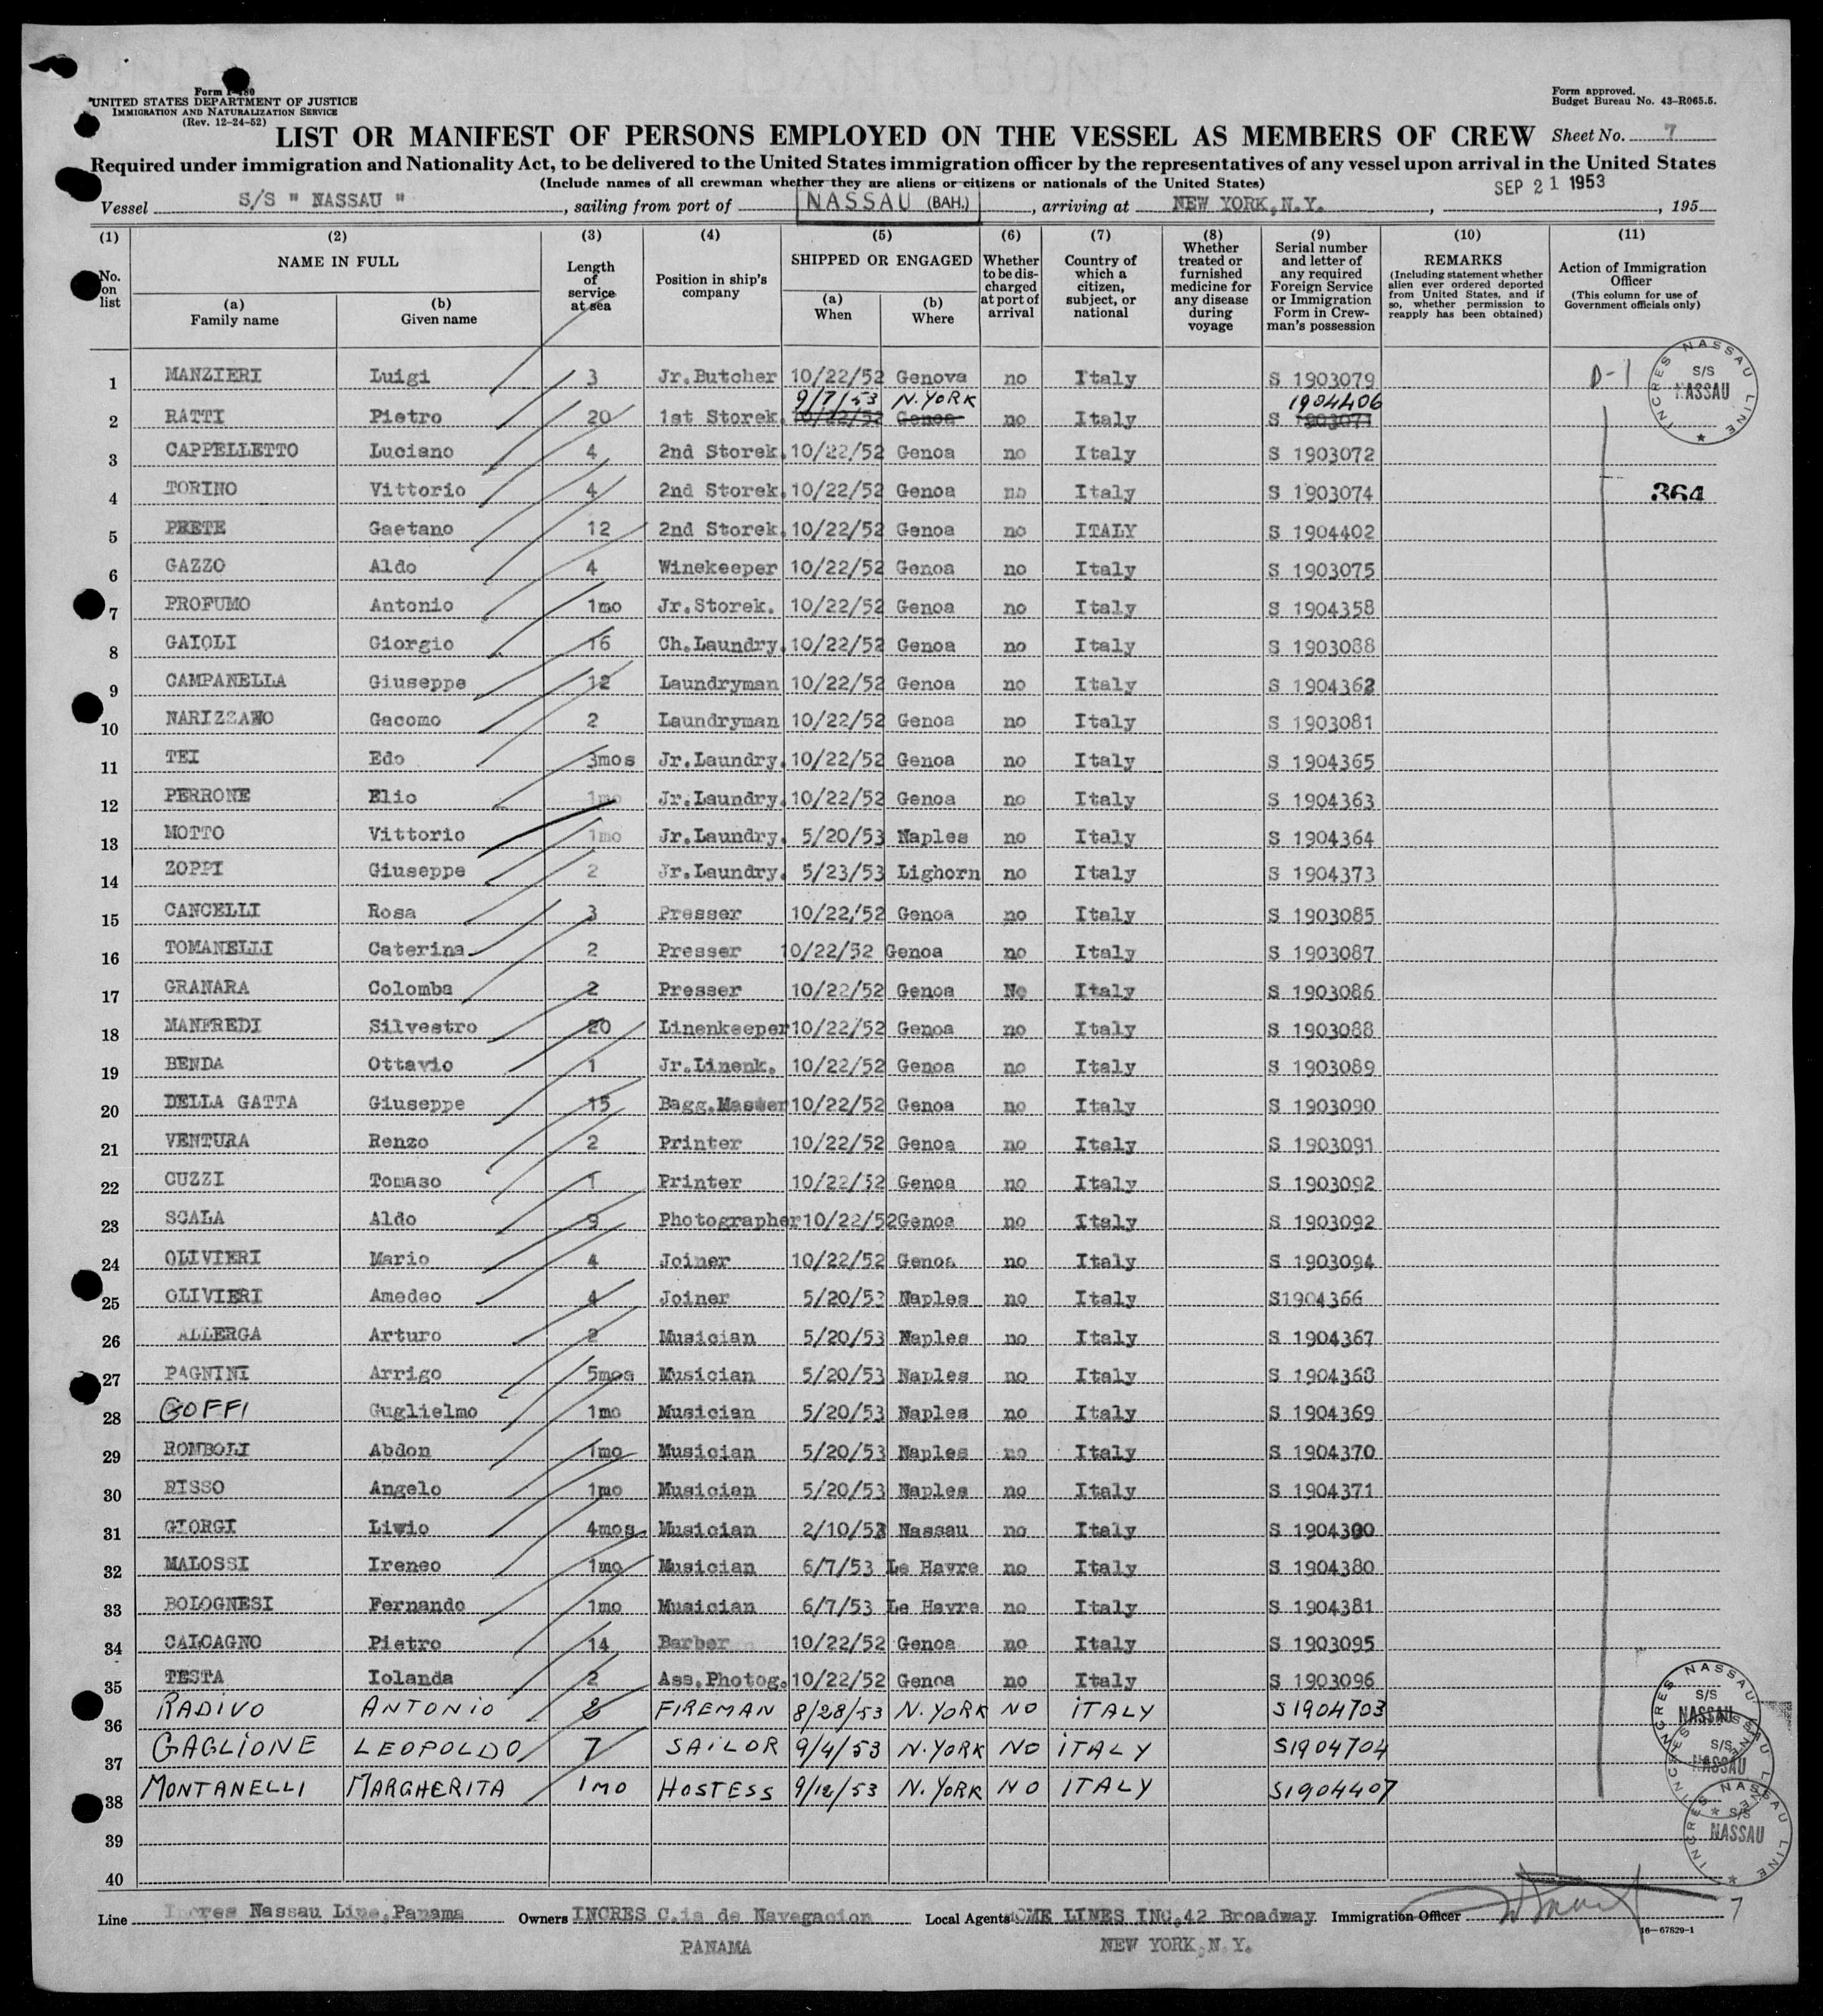 Form I-480
UNITED STATES DEPARTMENT OF JUSTICE
IMMIGRATION AND NATURALIZATION SERVICE
(Rev. 12-24-52)
Form approved.
Budget Bureau No. 43-R065.5.
LIST OR MANIFEST OF PERSONS EMPLOYED ON THE VESSEL AS MEMBERS OF CREW Sheet No. 7
Required under immigration and Nationality Act, to be delivered to the United States immigration officer by the representatives of any vessel upon arrival in the United States
(Include names of all crewman whether they are aliens or citizens or nationals of the United States)
SEP 21 1953
Vessel S/S " NASSAU ", sailing from port of NASSAU (BAH.), arriving at NEW YORK, N.Y., , 195
(1) (2) (3) (4) (5) (6) (7) (8) (9) (10) (11)
No. on list
NAME IN FULL
(a) Family name
(b) Given name
Length of service at sea
Position in ship's company
SHIPPED OR ENGAGED
(a) When
(b) Where
Whether to be discharged at port of arrival
Country of which a citizen, subject, or national
Whether treated or furnished medicine for any disease during voyage
Serial number and letter of any required Foreign Service or Immigration Form in Crewman's possession
REMARKS
(Including statement whether alien ever ordered deported from United States, and if so, whether permission to reapply has been obtained)
Action of Immigration Officer
(This column for use of Government officials only)
1 MANZIERI Luigi 3 Jr.Butcher 10/22/52 Genova no Italy S 1903079 D-1
9/7/53 N.YORK 1904406
2 RATTI Pietro 20 1st Storek. 10/22/52 Genoa no Italy S 1903071
3 CAPPELLETTO Luciano 4 2nd Storek. 10/22/52 Genoa no Italy S 1903072
4 TORINO Vittorio 4 2nd Storek. 10/22/52 Genoa no Italy S 1903074 364
5 PRETE Gaetano 12 2nd Storek. 10/22/52 Genoa no ITALY S 1904402
6 GAZZO Aldo 4 Winekeeper 10/22/52 Genoa no Italy S 1903075
7 PROFUMO Antonio 1mo Jr.Storek. 10/22/52 Genoa no Italy S 1904358
8 GAIOLI Giorgio 16 Ch.Laundry. 10/22/52 Genoa no Italy S 1903088
9 CAMPANELLA Giuseppe 12 Laundryman 10/22/52 Genoa no Italy S 1904362
10 NARIZZANO Gacomo 2 Laundryman 10/22/52 Genoa no Italy S 1903081
11 TEI Edo 3mos Jr.Laundry. 10/22/52 Genoa no Italy S 1904365
12 PERRONE Elio 1mo Jr.Laundry. 10/22/52 Genoa no Italy S 1904363
13 MOTTO Vittorio 1mo Jr.Laundry. 5/20/53 Naples no Italy S 1904364
14 ZOPPI Giuseppe 2 Jr.Laundry. 5/23/53 Lighorn no Italy S 1904373
15 CANCELLI Rosa 3 Presser 10/22/52 Genoa no Italy S 1903085
16 TOMANELLI Caterina 2 Presser 10/22/52 Genoa no Italy S 1903087
17 GRANARA Colomba 2 Presser 10/22/52 Genoa No Italy S 1903086
18 MANFREDI Silvestro 20 Linenkeeper 10/22/52 Genoa no Italy S 1903088
19 BENDA Ottavio 1 Jr.Linenk. 10/22/52 Genoa no Italy S 1903089
20 DELLA GATTA Giuseppe 15 Bagg.Master 10/22/52 Genoa no Italy S 1903090
21 VENTURA Renzo 2 Printer 10/22/52 Genoa no Italy S 1903091
22 CUZZI Tomaso 1 Printer 10/22/52 Genoa no Italy S 1903092
23 SCALA Aldo 9 Photographer 10/22/52 Genoa no Italy S 1903092
24 OLIVIERI Mario 4 Joiner 10/22/52 Genoa no Italy S 1903094
25 OLIVIERI Amedeo 4 Joiner 5/20/53 Naples no Italy S1904366
26 ALLERGA Arturo 2 Musician 5/20/53 Naples no Italy S 1904367
27 PAGNINI Arrigo 5mos Musician 5/20/53 Naples no Italy S 1904368
28 GOFFI Guglielmo 1mo Musician 5/20/53 Naples no Italy S 1904369
29 ROMBOLI Abdon 1mo Musician 5/20/53 Naples no Italy S 1904370
30 RISSO Angelo 1mo Musician 5/20/53 Naples no Italy S 1904371
31 GIORGI Livio 4mos. Musician 2/10/53 Nassau no Italy S 1904300
32 MALOSSI Ireneo 1mo Musician 6/7/53 Le Havre no Italy S 1904380
33 BOLOGNESI Fernando 1mo Musician 6/7/53 Le Havre no Italy S 1904381
34 CALCAGNO Pietro 14 Barber 10/22/52 Genoa no Italy S 1903095
35 TESTA Iolanda 2 Ass.Photog. 10/22/52 Genoa no Italy S 1903096
36 RADIVO ANTONIO 2 FIREMAN 8/28/53 N.YORK NO ITALY S1904703
37 GAGLIONE LEOPOLDO 7 SAILOR 9/4/53 N.YORK NO ITALY S1904704
38 MONTANELLI MARGHERITA 1mo HOSTESS 9/12/53 N.YORK NO ITALY S1904407
39
40
INCRES NASSAU LINE S/S NASSAU
INCRES NASSAU LINE S/S NASSAU
INCRES NASSAU LINE S/S NASSAU
INCRES NASSAU LINE S/S NASSAU
Line Incres Nassau Line, Panama Owners INCRES C.ia de Navegacion Local Agents OME LINES INC.42 Broadway Immigration Officer 7
PANAMA NEW YORK, N.Y.
16-67829-1